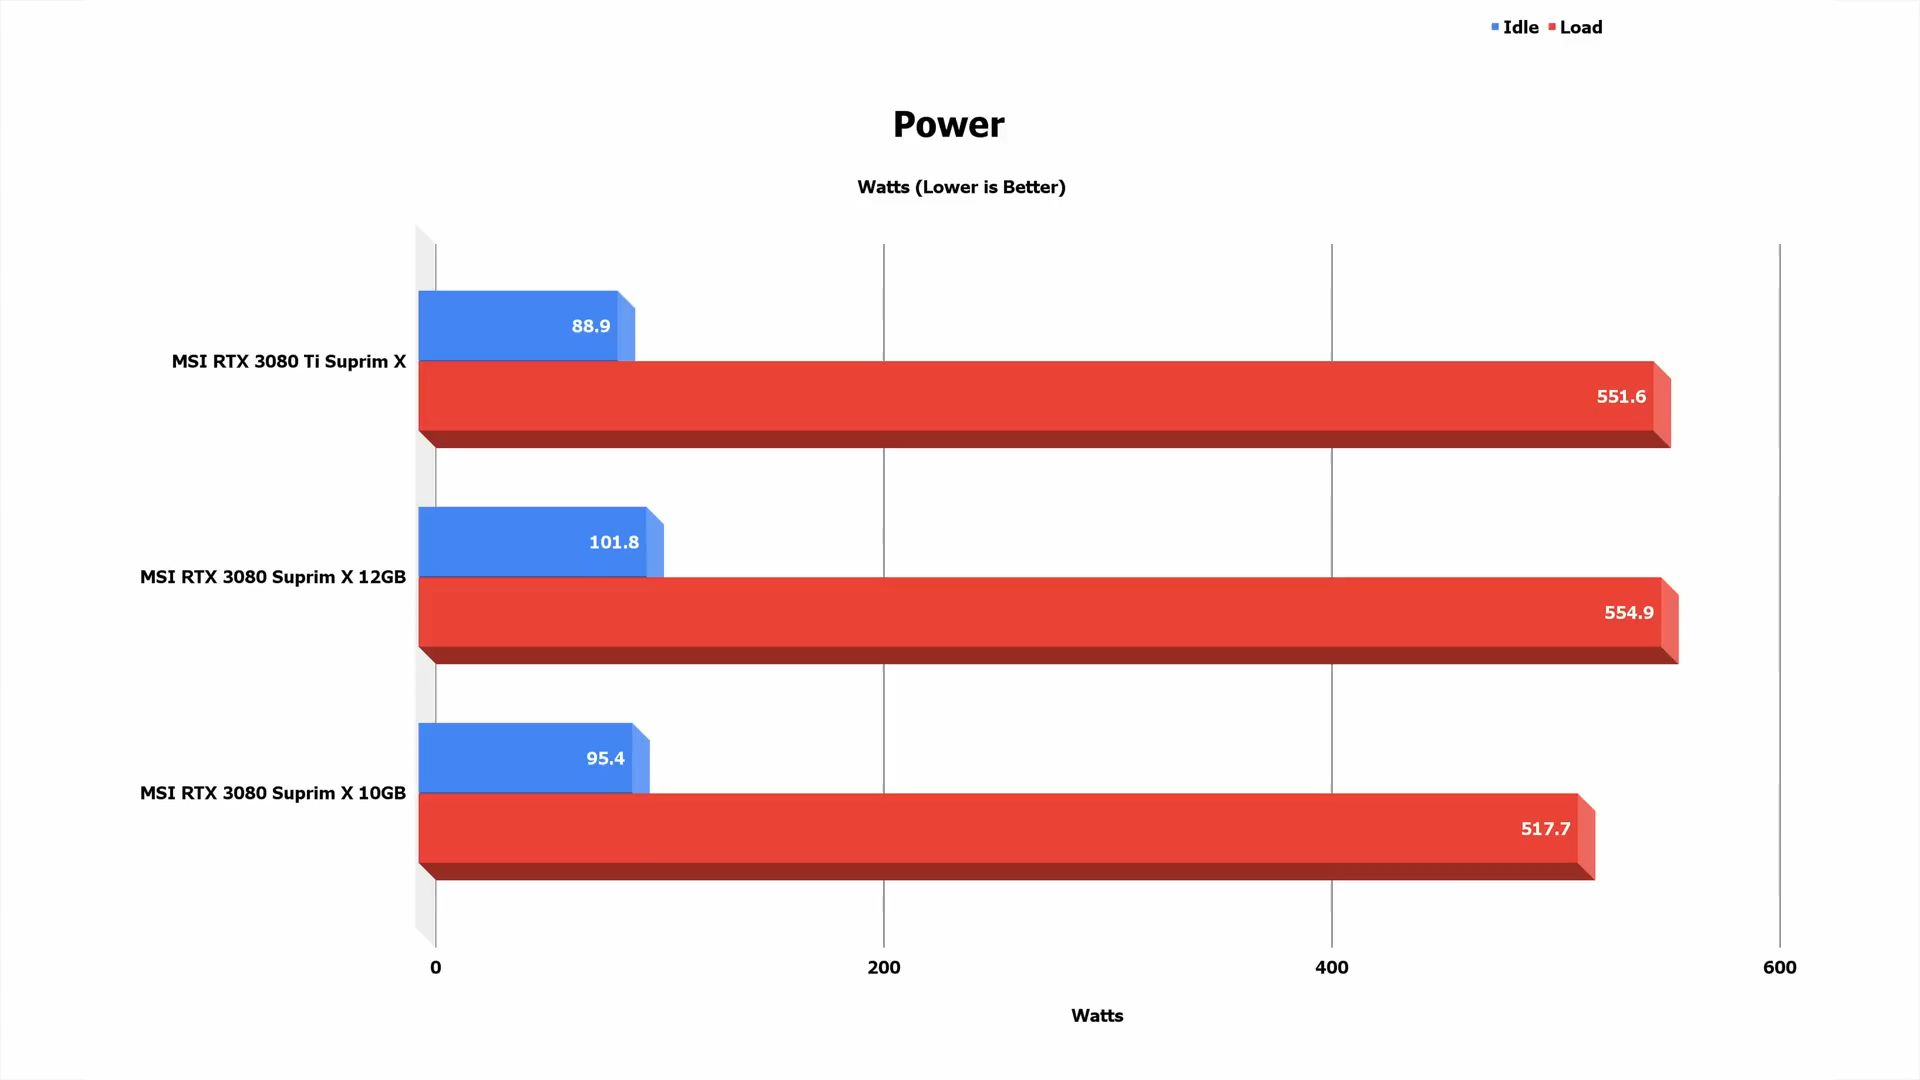 Idle Load
Power
Watts (Lower is Better)
88.9
MSI RTX 3080 Ti Suprim X
551.6
101.8
MSI RTX 3080 Suprim X 12GB
554.9
95.4
MSI RTX 3080 Suprim X 10GB
517.7
0 200 400 600
Watts